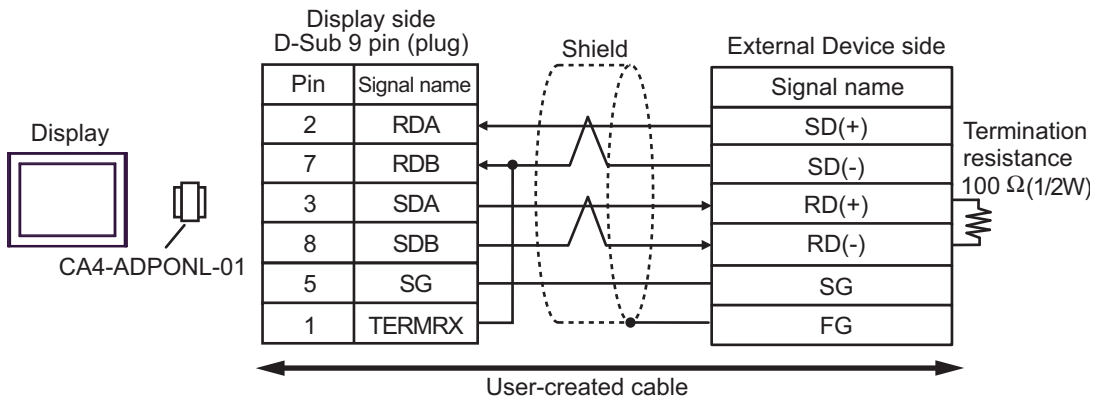 Display side
D-Sub 9 pin (plug)
Shield
External Device side
Pin Signal name
Signal name
2 RDA
SD(+)
7 RDB
SD(-)
3 SDA
RD(+)
8 SDB
RD(-)
5 SG
SG
1 TERMRX
FG
Display
CA4-ADPONL-01
Termination
resistance
100 Ω(1/2W)
User-created cable